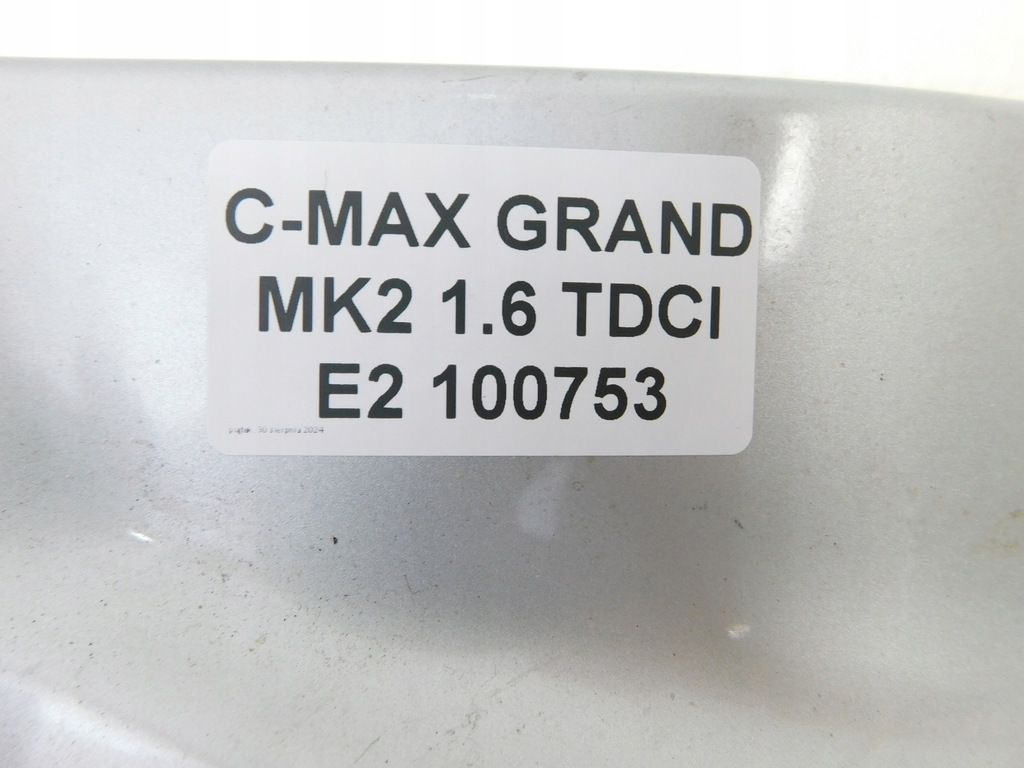 C-MAX GRAND
MK2 1.6 TDCI
E2 100753
piątek, 30 sierpnia 2024